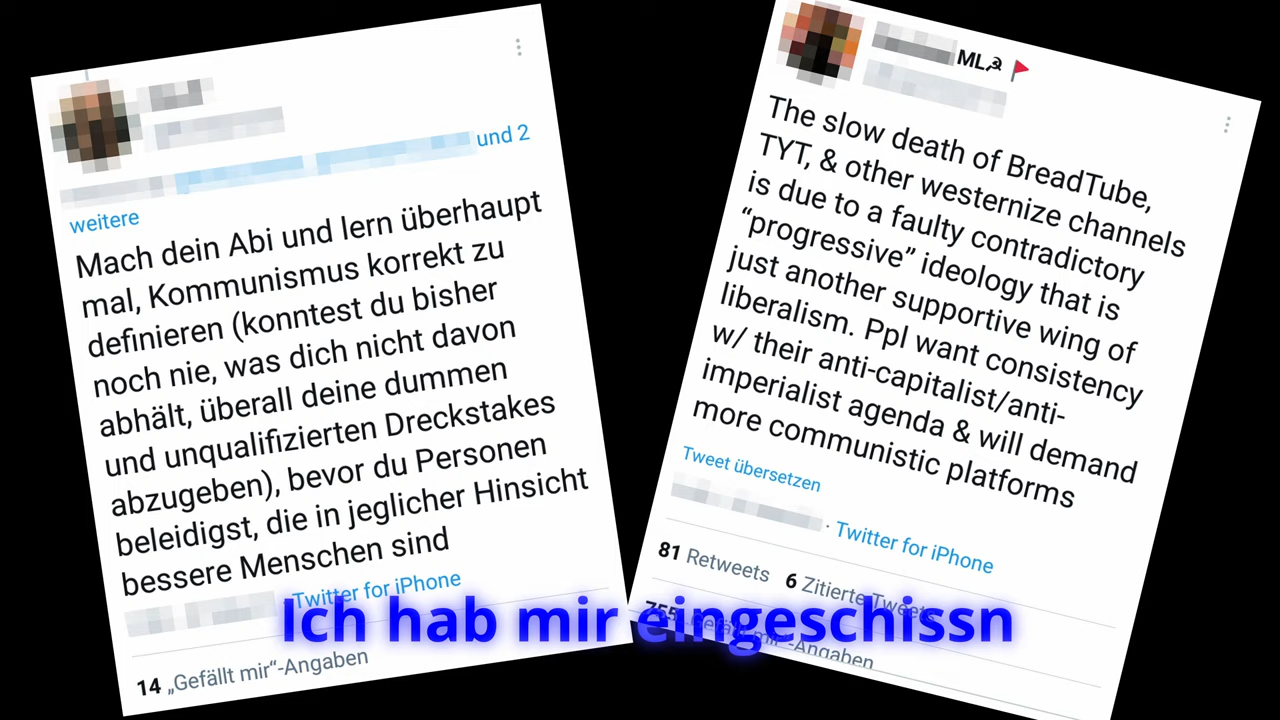 und 2
weitere
Mach dein Abi und lern überhaupt
mal, Kommunismus korrekt zu
definieren (konntest du bisher
noch nie, was dich nicht davon
abhält, überall deine dummen
und unqualifizierten Dreckstakes
abzugeben), bevor du Personen
beleidigst, die in jeglicher Hinsicht
bessere Menschen sind
Twitter for iPhone
14 „Gefällt mir“-Angaben
ML☭🚩
The slow death of BreadTube,
TYT, & other westernize channels
is due to a faulty contradictory
“progressive” ideology that is
just another supportive wing of
liberalism. Ppl want consistency
w/ their anti-capitalist/anti-
imperialist agenda & will demand
more communistic platforms
Tweet übersetzen
· Twitter for iPhone
81 Retweets 6 Zitierte Tweets
755 „Gefällt mir“-Angaben
Ich hab mir eingeschissn